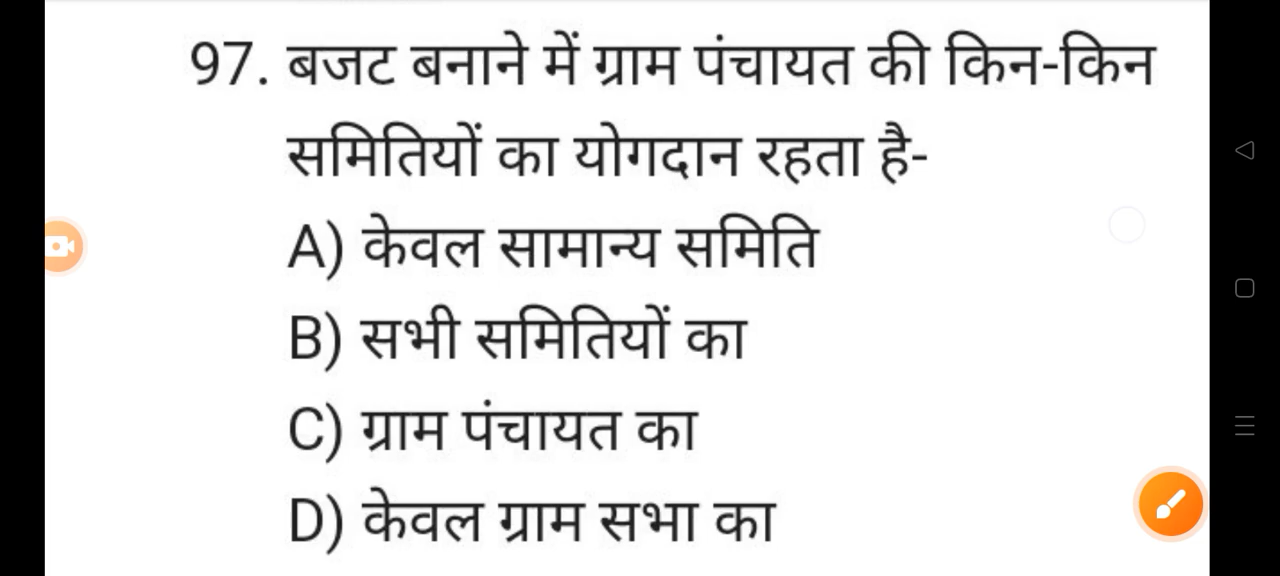 97. बजट बनाने में ग्राम पंचायत की किन-किन
समितियों का योगदान रहता है-
A) केवल सामान्य समिति
B) सभी समितियों का
C) ग्राम पंचायत का
D) केवल ग्राम सभा का